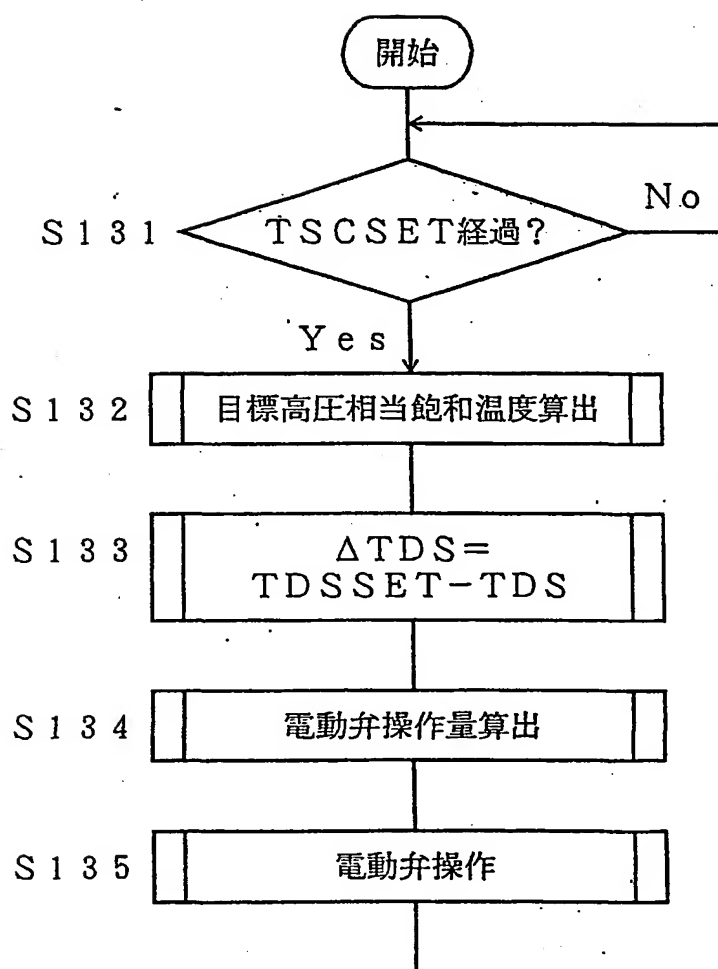 開始
No
S131 TSCSET経過?
Yes
S132 目標高圧相当飽和温度算出
S133 ΔTDS=
TDSSET-TDS
S134 電動弁操作量算出
S135 電動弁操作